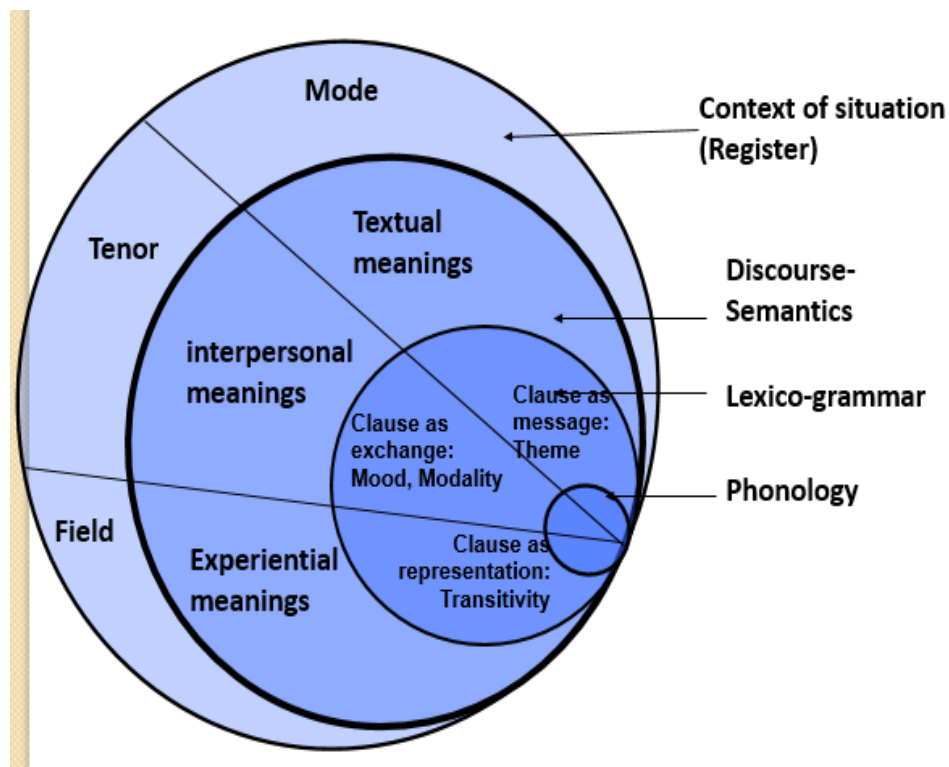 Mode
Context of situation
(Register)
Textual
meanings
Tenor
Discourse-
Semantics
interpersonal
meanings
Clause as
message:
Theme
Lexico-grammar
Clause as
exchange:
Mood, Modality
Phonology
Field
Experiential
meanings
Clause as
representation:
Transitivity